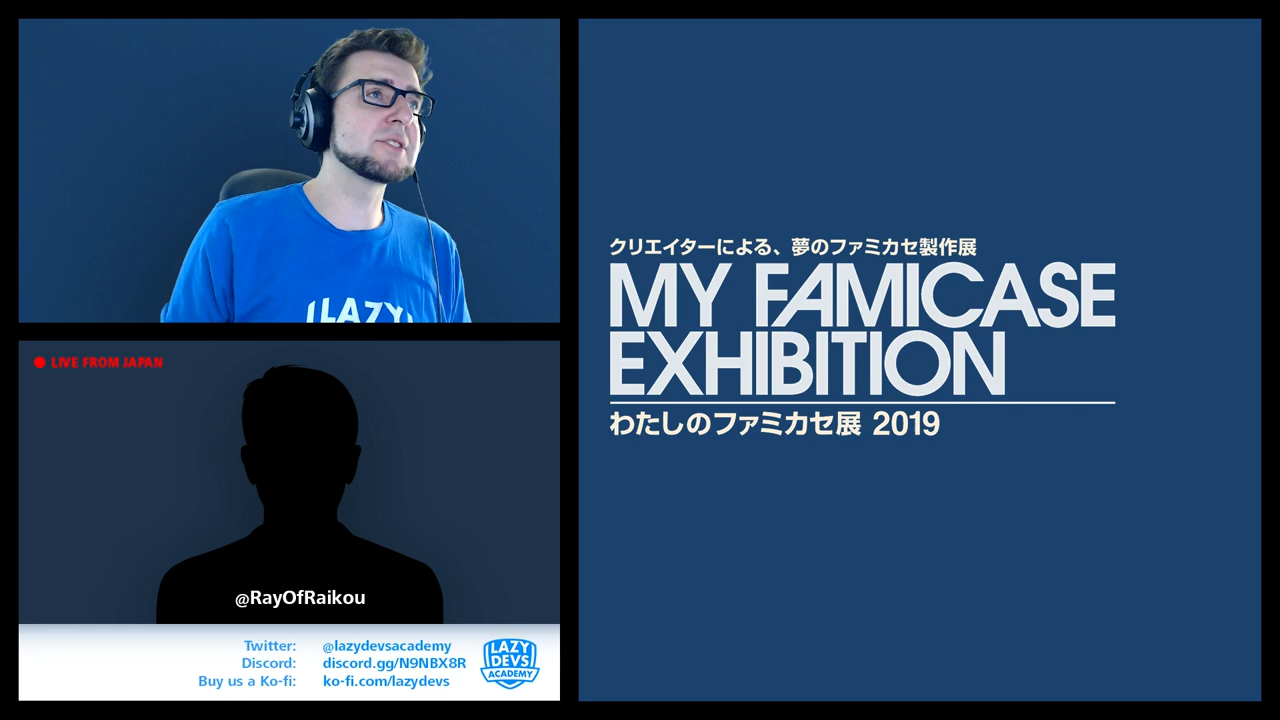 (LAZY)
LIVE FROM JAPAN
@RayOfRaikou
Twitter: @lazydevsacademy
Discord: discord.gg/N9NBX8R
Buy us a Ko-fi: ko-fi.com/lazydevs
LAZY
DEVS
ACADEMY
クリエイターによる、夢のファミカセ製作展
MY FAMICASE
EXHIBITION
わたしのファミカセ展 2019